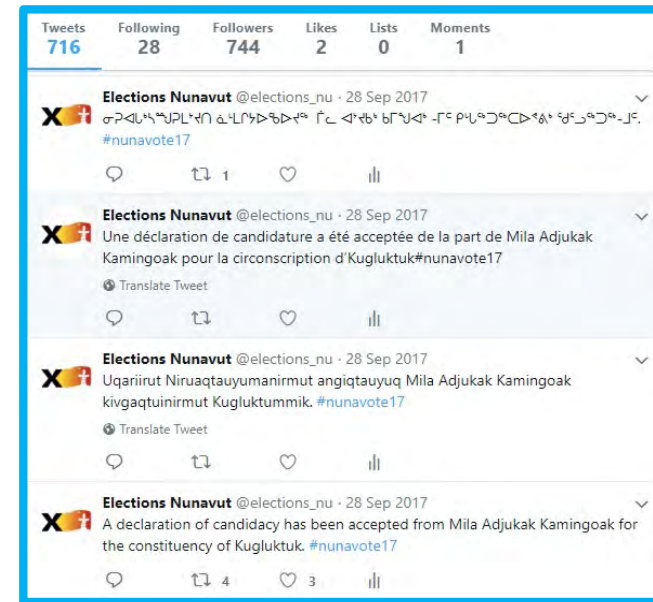 Tweets Following Followers Likes Lists Moments
716 28 744 2 0 1
Elections Nunavut @elections_nu · 28 Sep 2017
#nunavote17
1
Elections Nunavut @elections_nu · 28 Sep 2017
Une déclaration de candidature a été acceptée de la part de Mila Adjukak
Kamingoak pour la circonscription d'Kugluktuk#nunavote17
Translate Tweet
Elections Nunavut @elections_nu · 28 Sep 2017
Uqariirut Niruaqtauyumanirmut angiqtauyuq Mila Adjukak Kamingoak
kivgaqtuinirmut Kugluktummik. #nunavote17
Translate Tweet
Elections Nunavut @elections_nu · 28 Sep 2017
A declaration of candidacy has been accepted from Mila Adjukak Kamingoak for
the constituency of Kugluktuk. #nunavote17
4 3